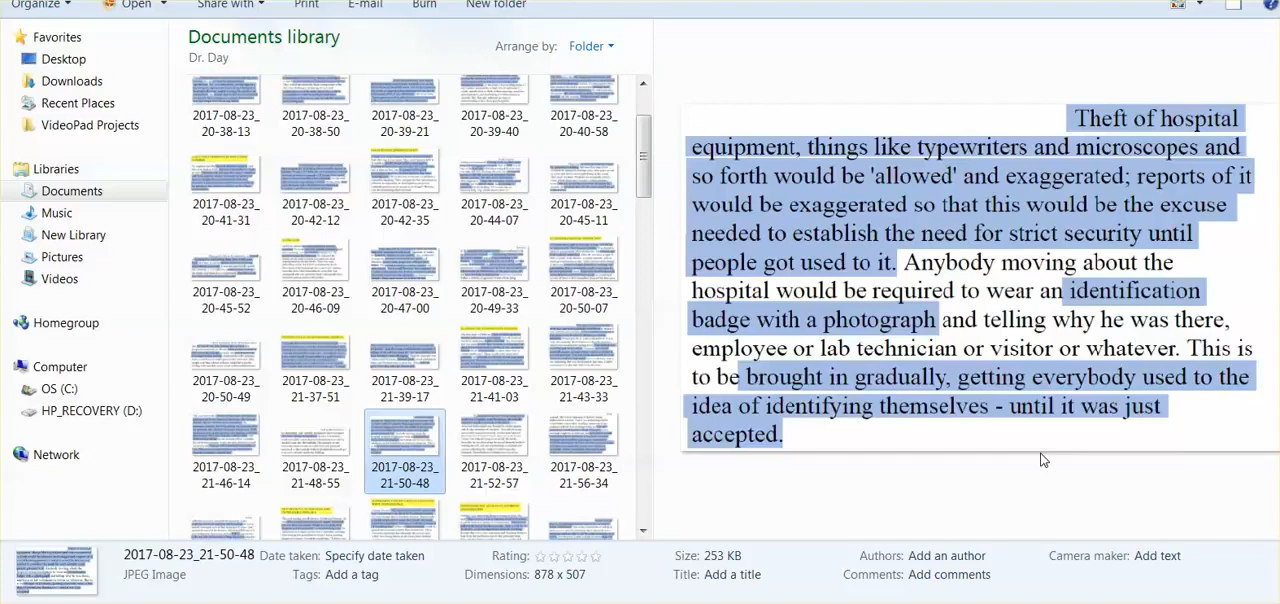 Organize
Open
Share with
Print
E-mail
Burn
New folder
Favorites
Desktop
Downloads
Recent Places
VideoPad Projects
Libraries
Documents
Music
New Library
Pictures
Videos
Homegroup
Computer
OS (C:)
HP_RECOVERY (D:)
Network
Documents library
Dr. Day
Arrange by: Folder
2017-08-23_ 2017-08-23_ 2017-08-23_ 2017-08-23_ 2017-08-23_
20-38-13 20-38-50 20-39-21 20-39-40 20-40-58
2017-08-23_ 2017-08-23_ 2017-08-23_ 2017-08-23_ 2017-08-23_
20-41-31 20-42-12 20-42-35 20-44-07 20-45-11
2017-08-23_ 2017-08-23_ 2017-08-23_ 2017-08-23_ 2017-08-23_
20-45-52 20-46-09 20-47-00 20-49-33 20-50-07
2017-08-23_ 2017-08-23_ 2017-08-23_ 2017-08-23_ 2017-08-23_
20-50-49 21-37-51 21-39-17 21-41-03 21-43-33
2017-08-23_ 2017-08-23_ 2017-08-23_ 2017-08-23_ 2017-08-23_
21-46-14 21-48-55 21-50-48 21-52-57 21-56-34
Theft of hospital
equipment, things like typewriters and microscopes and
so forth would be 'allowed' and exaggerated; reports of it
would be exaggerated so that this would be the excuse
needed to establish the need for strict security until
people got used to it. Anybody moving about the
hospital would be required to wear an identification
badge with a photograph and telling why he was there,
employee or lab technician or visitor or whatever. This is
to be brought in gradually, getting everybody used to the
idea of identifying themselves - until it was just
accepted.
2017-08-23_21-50-48 Date taken: Specify date taken Rating: Size: Authors: Add an author Camera maker: Add text
JPEG Image Tags: Add a tag Dimensions: 878 x 507 Title: Comments: Add comments